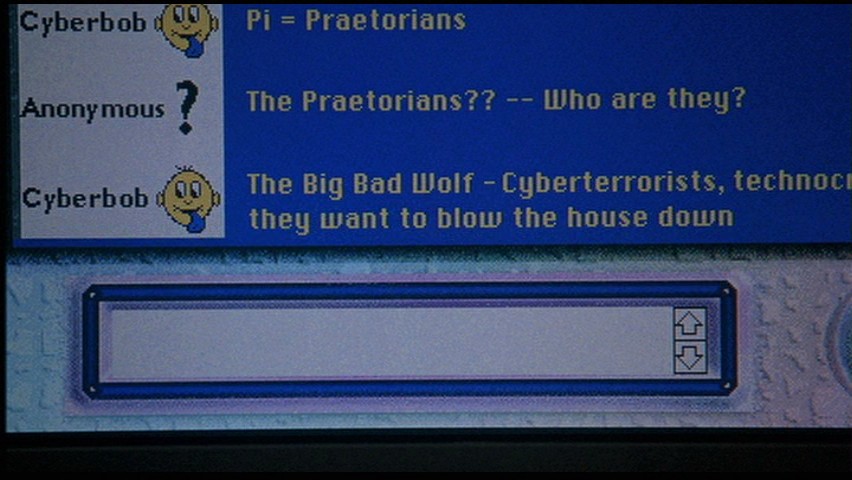 Cyberbob Pi = Praetorians
Anonymous ? The Praetorians?? -- Who are they?
Cyberbob The Big Bad Wolf - Cyberterrorists,
they want to blow the house down